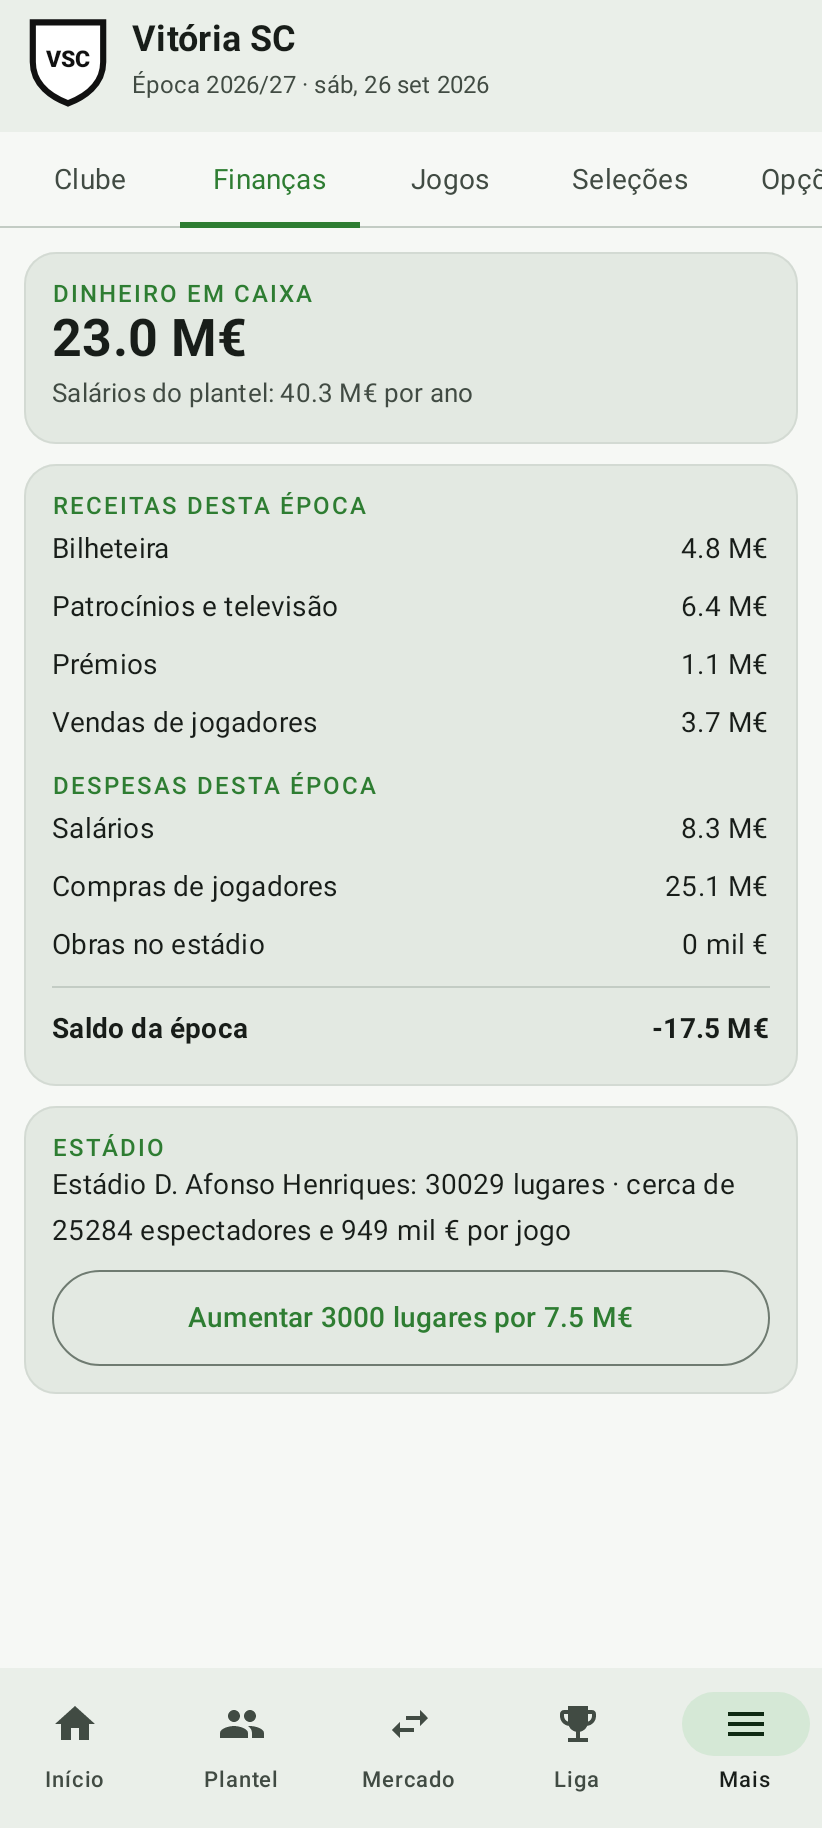 VSC
Vitória SC
Época 2026/27 · sáb, 26 set 2026
Clube
Finanças
Jogos
Seleções
Opçõ
DINHEIRO EM CAIXA
23.0 M€
Salários do plantel: 40.3 M€ por ano
RECEITAS DESTA ÉPOCA
Bilheteira 4.8 M€
Patrocínios e televisão 6.4 M€
Prémios 1.1 M€
Vendas de jogadores 3.7 M€
DESPESAS DESTA ÉPOCA
Salários 8.3 M€
Compras de jogadores 25.1 M€
Obras no estádio 0 mil €
Saldo da época -17.5 M€
ESTÁDIO
Estádio D. Afonso Henriques: 30029 lugares · cerca de
25284 espectadores e 949 mil € por jogo
Aumentar 3000 lugares por 7.5 M€
Início
Plantel
Mercado
Liga
Mais